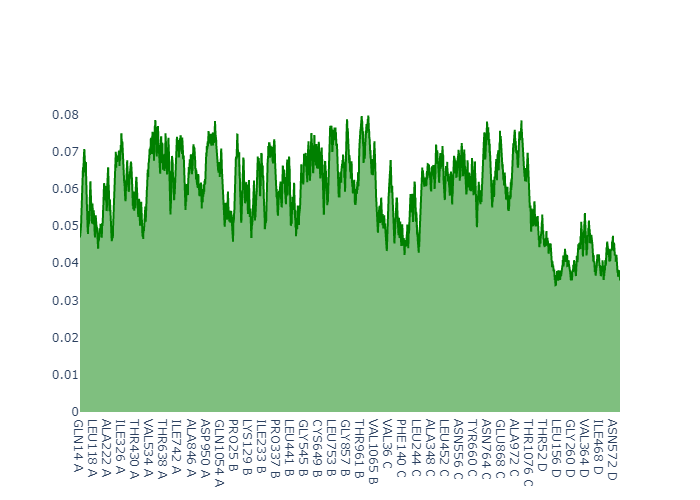 0.08
0.07
0.06
0.05
0.04
0.03
0.02
0.01
0
GLN14 A
LEU118 A
ALA222 A
ILE326 A
THR430 A
VAL534 A
THR638 A
ILE742 A
ALA846 A
ASP950 A
GLN1054 A
PRO25 B
LYS129 B
ILE233 B
PRO337 B
LEU441 B
GLY545 B
CYS649 B
LEU753 B
GLY857 B
THR961 B
VAL1065 B
VAL36 C
PHE140 C
LEU244 C
ALA348 C
LEU452 C
ASN556 C
TYR660 C
ASN764 C
GLU868 C
ALA972 C
THR1076 C
THR52 D
LEU156 D
GLY260 D
VAL364 D
ILE468 D
ASN572 D